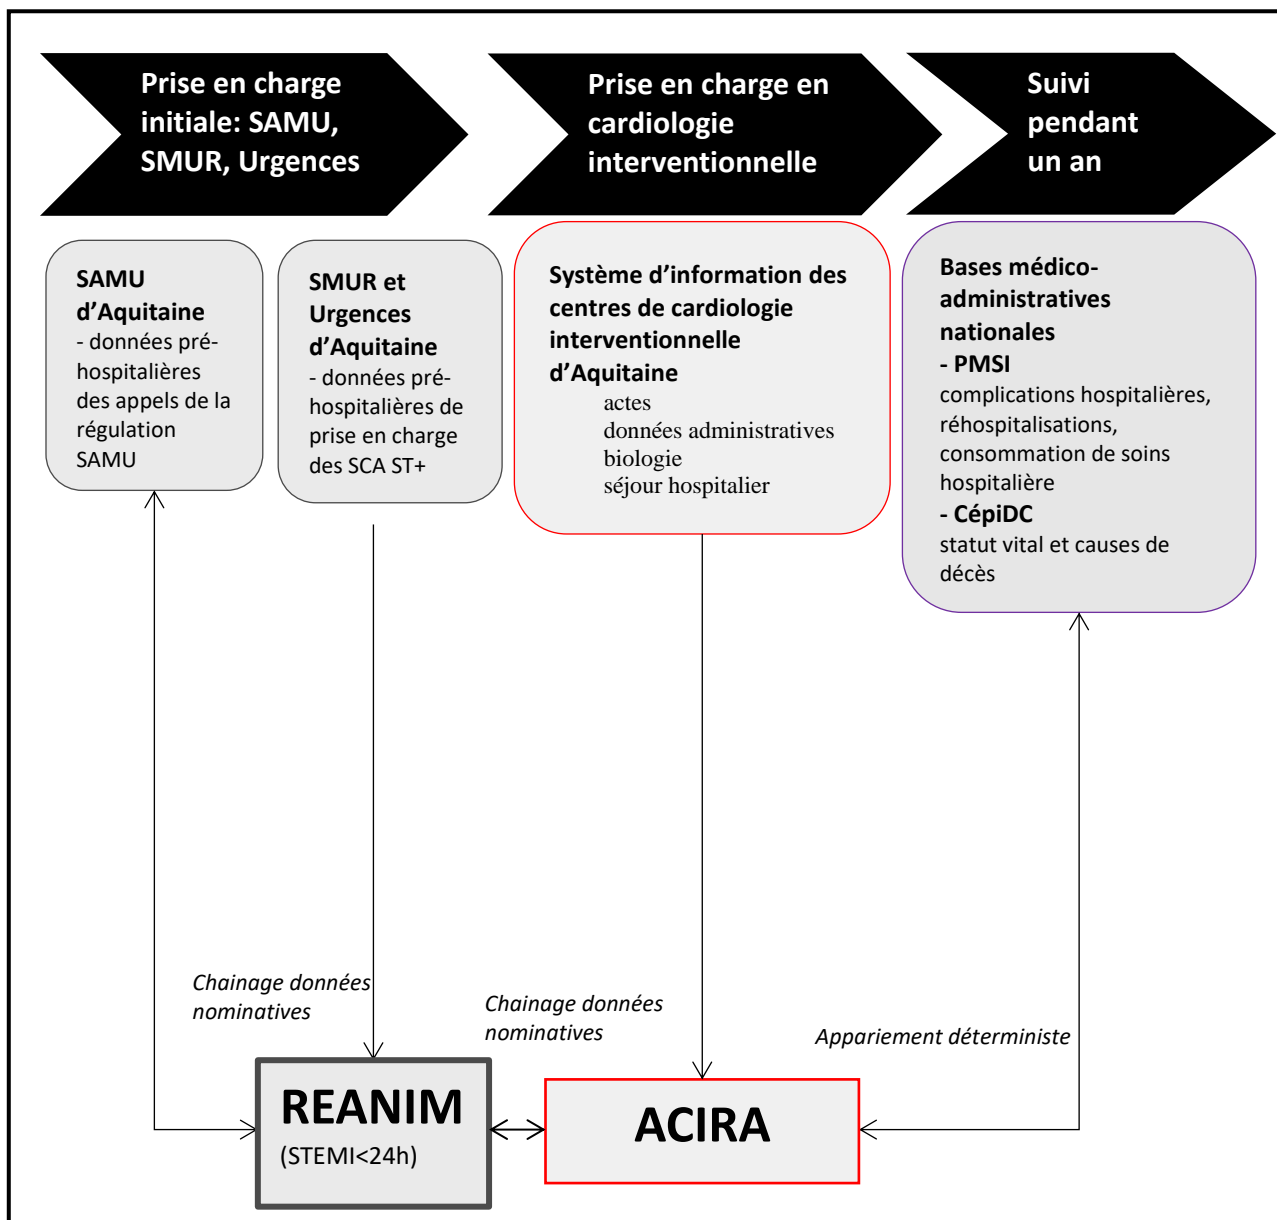 Prise en charge
initiale: SAMU,
SMUR, Urgences
Prise en charge en
cardiologie
interventionnelle
Suivi
pendant
un an
SAMU
d’Aquitaine
- données pré-
hospitalières
des appels de la
régulation
SAMU
SMUR et
Urgences
d’Aquitaine
- données pré-
hospitalières de
prise en charge
des SCA ST+
Système d’information des
centres de cardiologie
interventionnelle
d’Aquitaine
actes
données administratives
biologie
séjour hospitalier
Bases médico-
administratives
nationales
- PMSI
complications hospitalières,
réhospitalisations,
consommation de soins
hospitalière
- CépiDC
statut vital et causes de
décès
Chainage données
nominatives
Chainage données
nominatives
Appariement déterministe
REANIM
(STEMI<24h)
ACIRA